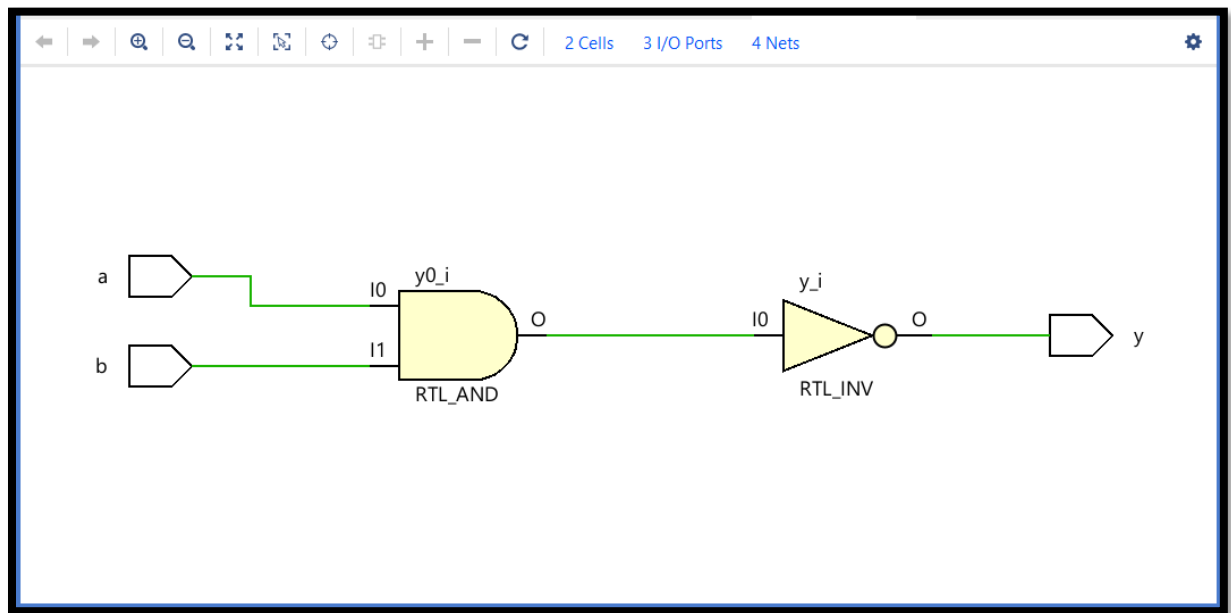 2 Cells 3 I/O Ports 4 Nets
a
b
I0
I1
y0_i
O
RTL_AND
I0
y_i
O
RTL_INV
y